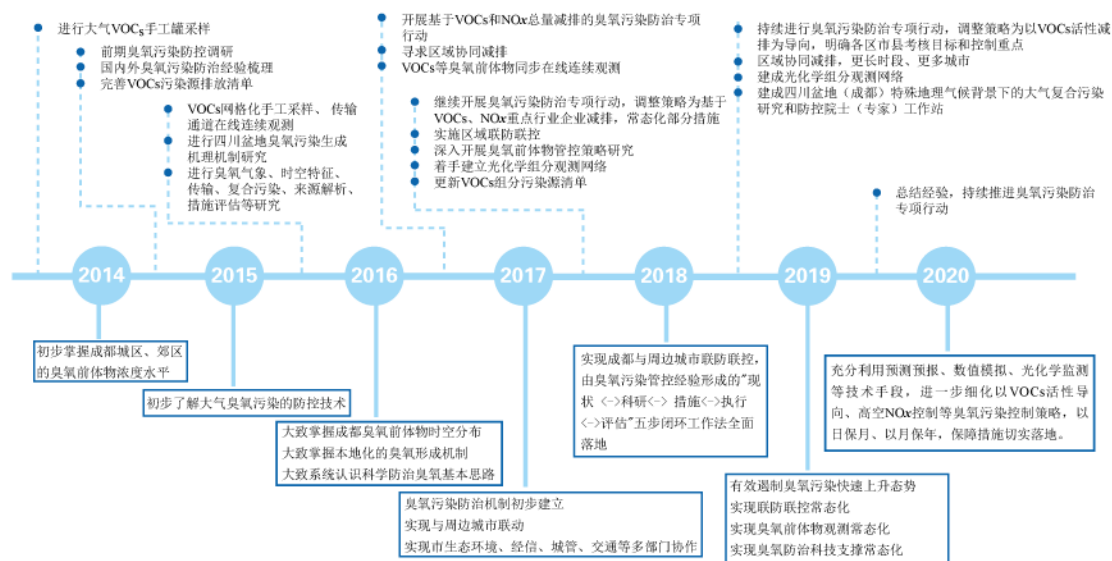 进行大气VOCs手工罐采样
前期臭氧污染防控调研
国内外臭氧污染防治经验梳理
完善VOCs污染源排放清单
VOCs网格化手工采样、传输
通道在线连续观测
进行四川盆地臭氧污染生成
机理机制研究
进行臭氧气象、时空特征、
传输、复合污染、来源解析、
措施评估等研究
开展基于VOCs和NOx总量减排的臭氧污染防治专项
行动
寻求区域协同减排
VOCs等臭氧前体物同步在线连续观测
继续开展臭氧污染防治专项行动，调整策略为基于
VOCs、NOx重点行业企业减排，常态化部分措施
实施区域联防联控
深入开展臭氧前体物管控策略研究
着手建立光化学组分观测网络
更新VOCs组分污染源清单
持续进行臭氧污染防治专项行动，调整策略为以VOCs活性减
排为导向，明确各区市县考核目标和控制重点
区域协同减排，更长时段、更多城市
建成光化学组分观测网络
建成四川盆地（成都）特殊地理气候背景下的大气复合污染
研究和防控院士（专家）工作站
总结经验，持续推进臭氧污染防治
专项行动
2014
2015
2016
2017
2018
2019
2020
初步掌握成都城区、郊区
的臭氧前体物浓度水平
初步了解大气臭氧污染的防控技术
大致掌握成都臭氧前体物时空分布
大致掌握本地化的臭氧形成机制
大致系统认识科学防治臭氧基本思路
臭氧污染防治机制初步建立
实现与周边城市联动
实现市生态环境、经信、城管、交通等多部门协作
实现成都与周边城市联防联控，
由臭氧污染管控经验形成的"现
状 <->科研<-> 措施<->执行
<->评估"五步闭环工作法全面
落地
有效遏制臭氧污染快速上升态势
实现联防联控常态化
实现臭氧前体物观测常态化
实现臭氧防治科技支撑常态化
充分利用预测预报、数值模拟、光化学监测
等技术手段，进一步细化以VOCs活性导
向、高空NOx控制等臭氧污染控制策略，以
日保月、以月保年，保障措施切实落地。